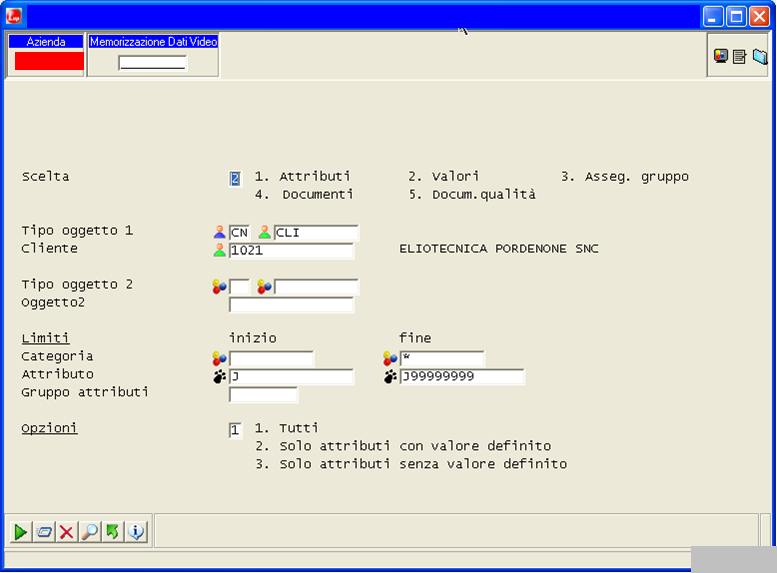 Azienda
Memorizzazione Dati Video
Scelta 2 1. Attributi 2. Valori 3. Asseg. gruppo
4. Documenti 5. Docum.qualità
Tipo oggetto 1 CN CLI
Cliente 1021 ELIOTECNICA PORDENONE SNC
Tipo oggetto 2
Oggetto2
Limiti inizio fine
Categoria *
Attributo J J99999999
Gruppo attributi
Opzioni 1 1. Tutti
2. Solo attributi con valore definito
3. Solo attributi senza valore definito